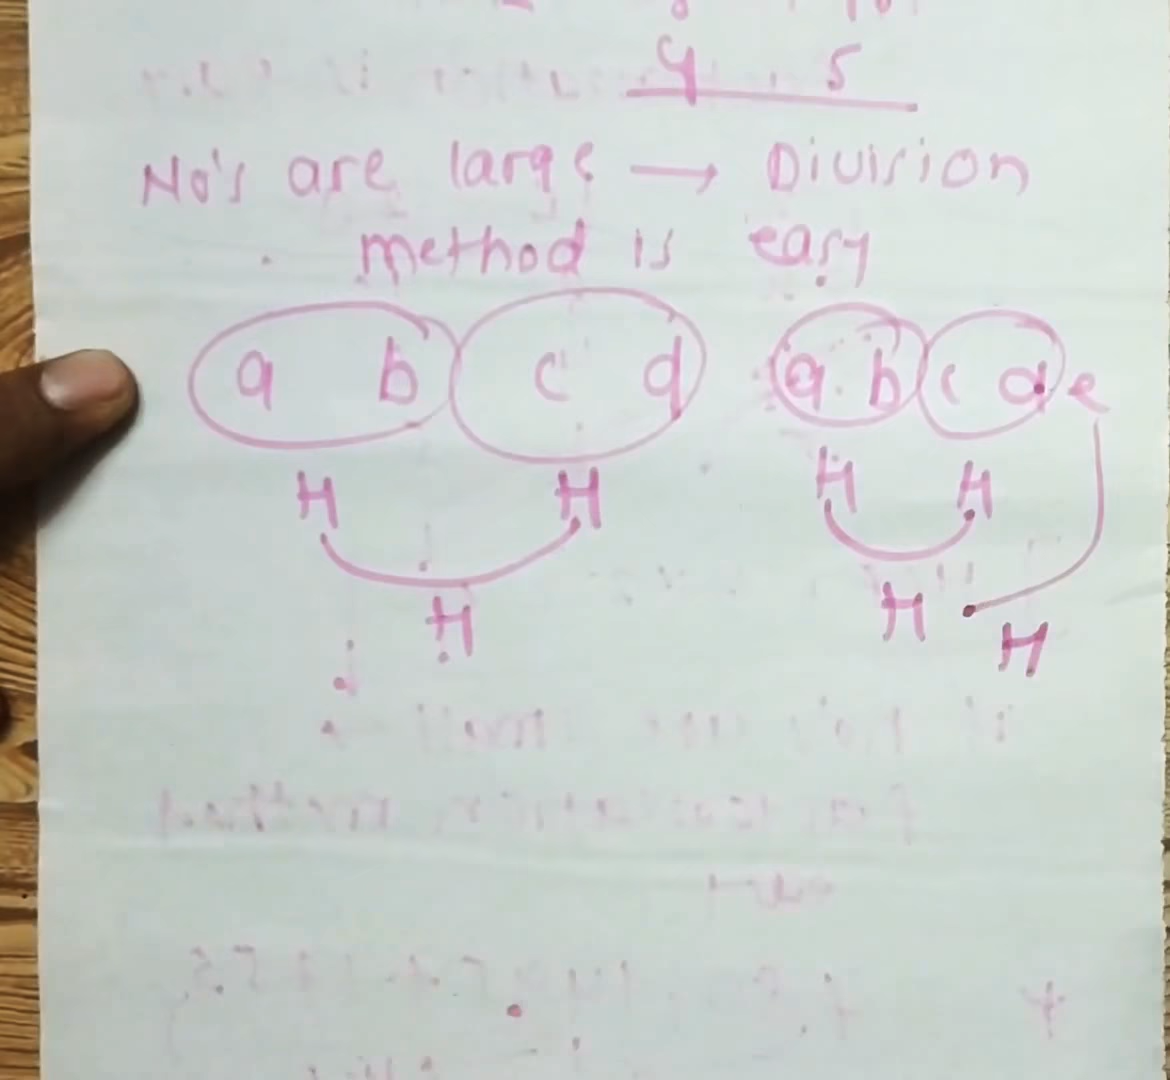 4 5
No's are large → Division
method is easy
a b c d a b c d e
H H H H
H H
H